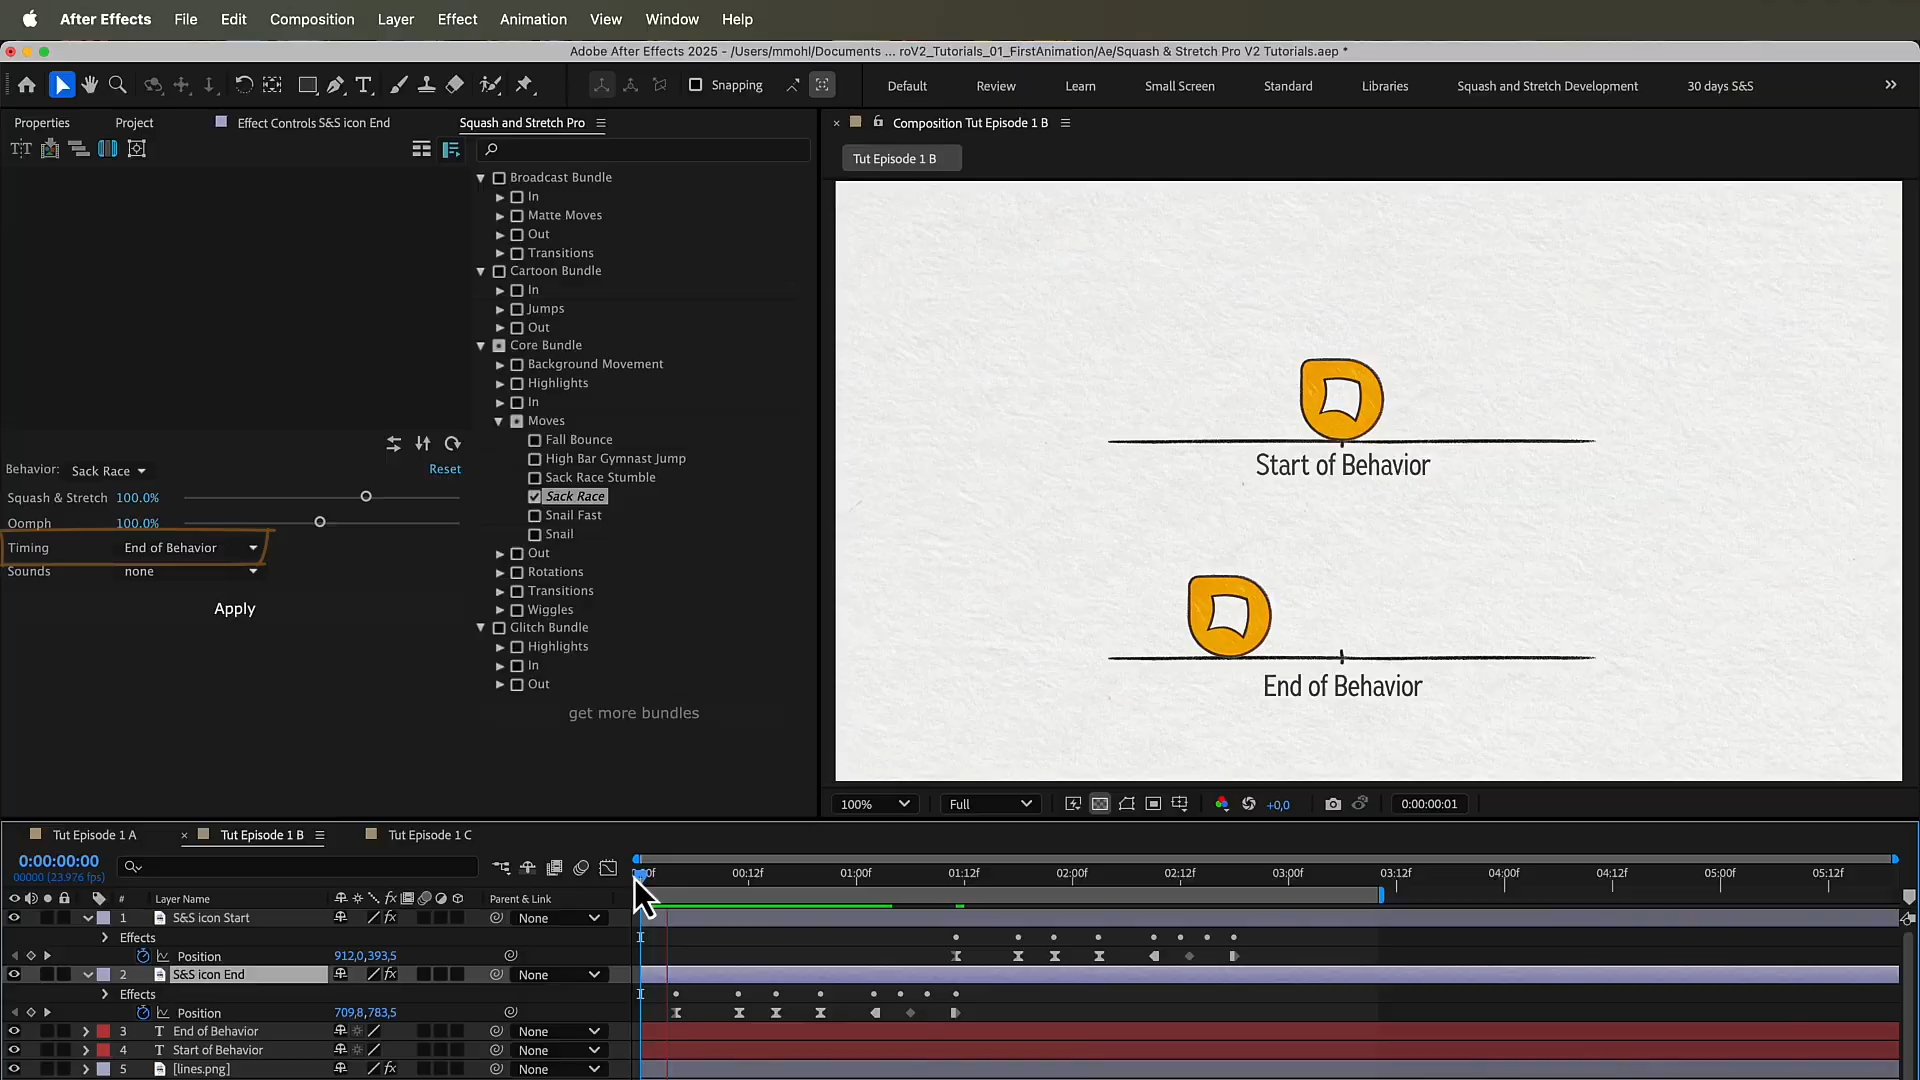 After Effects File Edit Composition Layer Effect Animation View Window Help
Adobe After Effects 2025 - /Users/mmohl/Documents ... roV2_Tutorials_01_FirstAnimation/Ae/Squash & Stretch Pro V2 Tutorials.aep *
Snapping Default Review Learn Small Screen Standard Libraries Squash and Stretch Development 30 days S&S
Properties Project Effect Controls S&S icon End Squash and Stretch Pro
Behavior: Sack Race Reset
Squash & Stretch 100.0%
Oomph 100.0%
Timing End of Behavior
Sounds none
Apply
Broadcast Bundle
In
Matte Moves
Out
Transitions
Cartoon Bundle
In
Jumps
Out
Core Bundle
Background Movement
Highlights
In
Moves
Fall Bounce
High Bar Gymnast Jump
Sack Race Stumble
Sack Race
Snail Fast
Snail
Out
Rotations
Transitions
Wiggles
Glitch Bundle
Highlights
In
Out
get more bundles
Composition Tut Episode 1 B
Tut Episode 1 B
Start of Behavior
End of Behavior
100% Full +0,0 0:00:00:01
Tut Episode 1 A Tut Episode 1 B Tut Episode 1 C
0:00:00:00
00000 (23.976 fps)
00:12f 01:00f 01:12f 02:00f 02:12f 03:00f 03:12f 04:00f 04:12f 05:00f 05:12f
# Layer Name fx Parent & Link
1 S&S icon Start fx None
Effects
Position 912,0,393,5
2 S&S icon End fx None
Effects
Position 709,8,783,5
3 T End of Behavior None
4 T Start of Behavior None
5 [lines.png] fx None